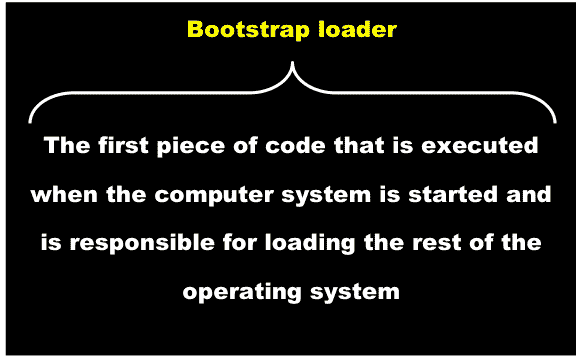 Bootstrap loader
The first piece of code that is executed
when the computer system is started and
is responsible for loading the rest of the
operating system